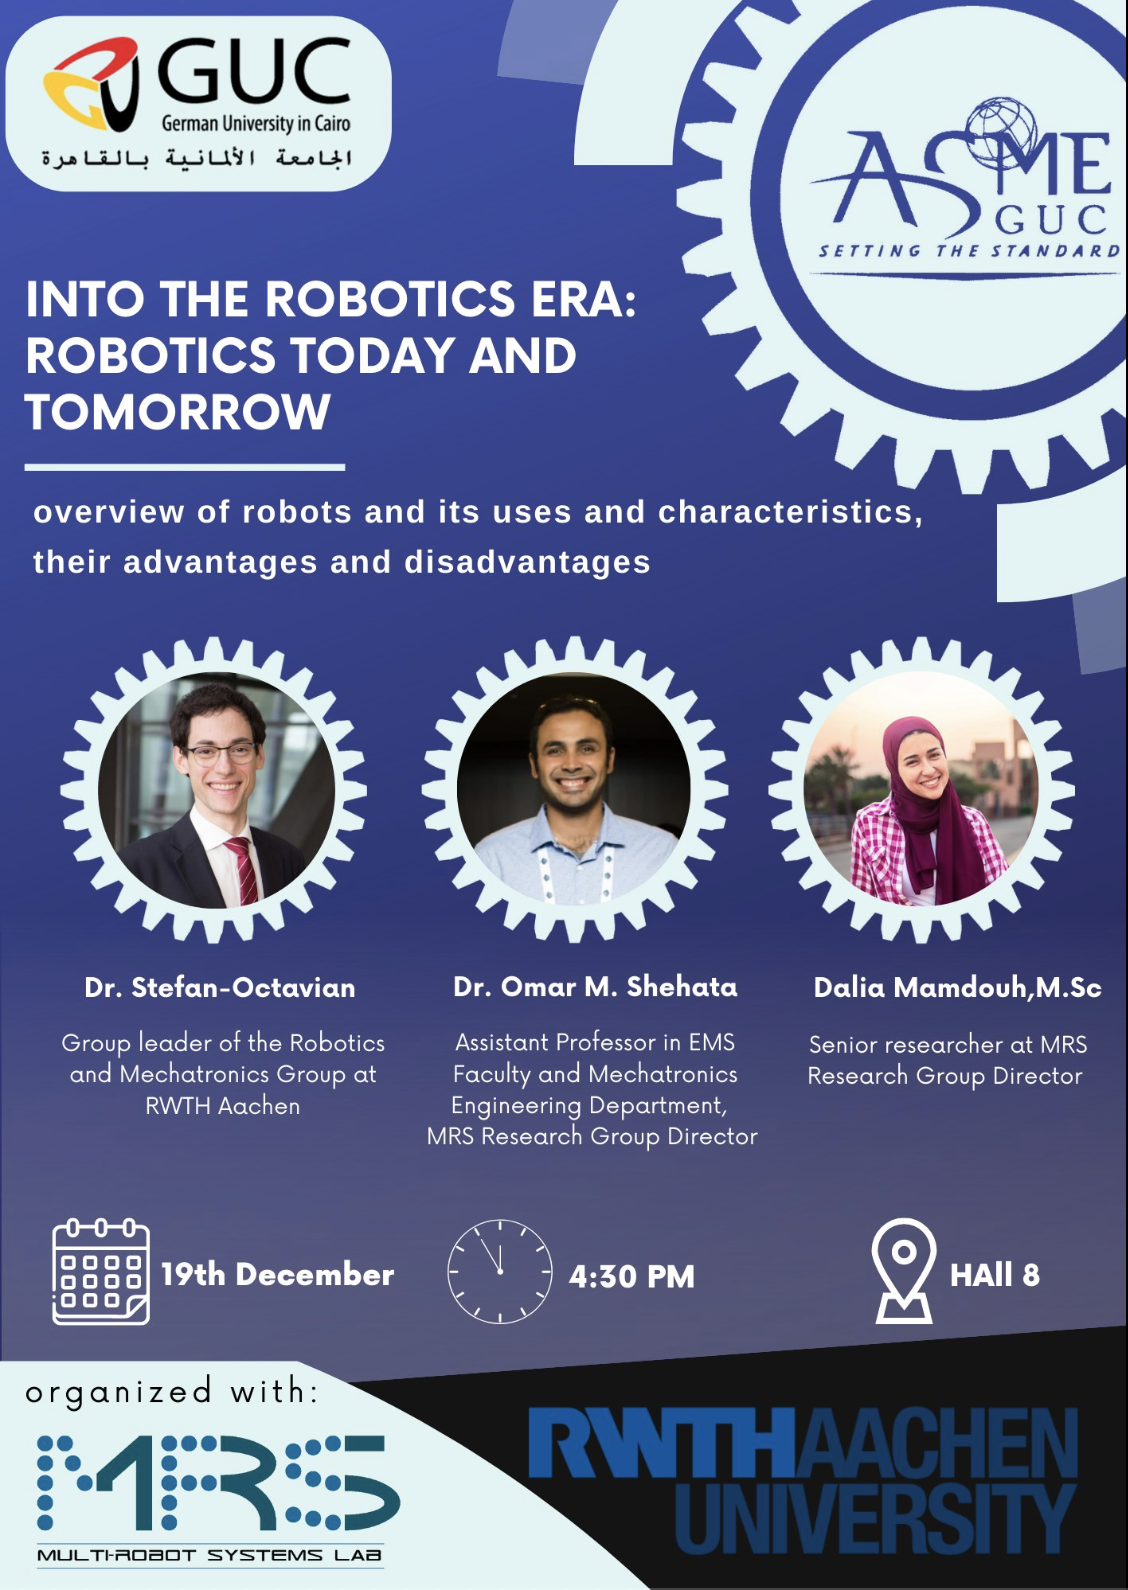 GUC
German University in Cairo
الجامعة الألمانية بالقاهرة
ASME
GUC
SETTING THE STANDARD
INTO THE ROBOTICS ERA:
ROBOTICS TODAY AND
TOMORROW
overview of robots and its uses and characteristics,
their advantages and disadvantages
Dr. Stefan-Octavian
Group leader of the Robotics
and Mechatronics Group at
RWTH Aachen
Dr. Omar M. Shehata
Assistant Professor in EMS
Faculty and Mechatronics
Engineering Department,
MRS Research Group Director
Dalia Mamdouh,M.Sc
Senior researcher at MRS
Research Group Director
19th December
4:30 PM
HAll 8
organized with:
MRS
MULTI-ROBOT SYSTEMS LAB
RWTHAACHEN
UNIVERSITY